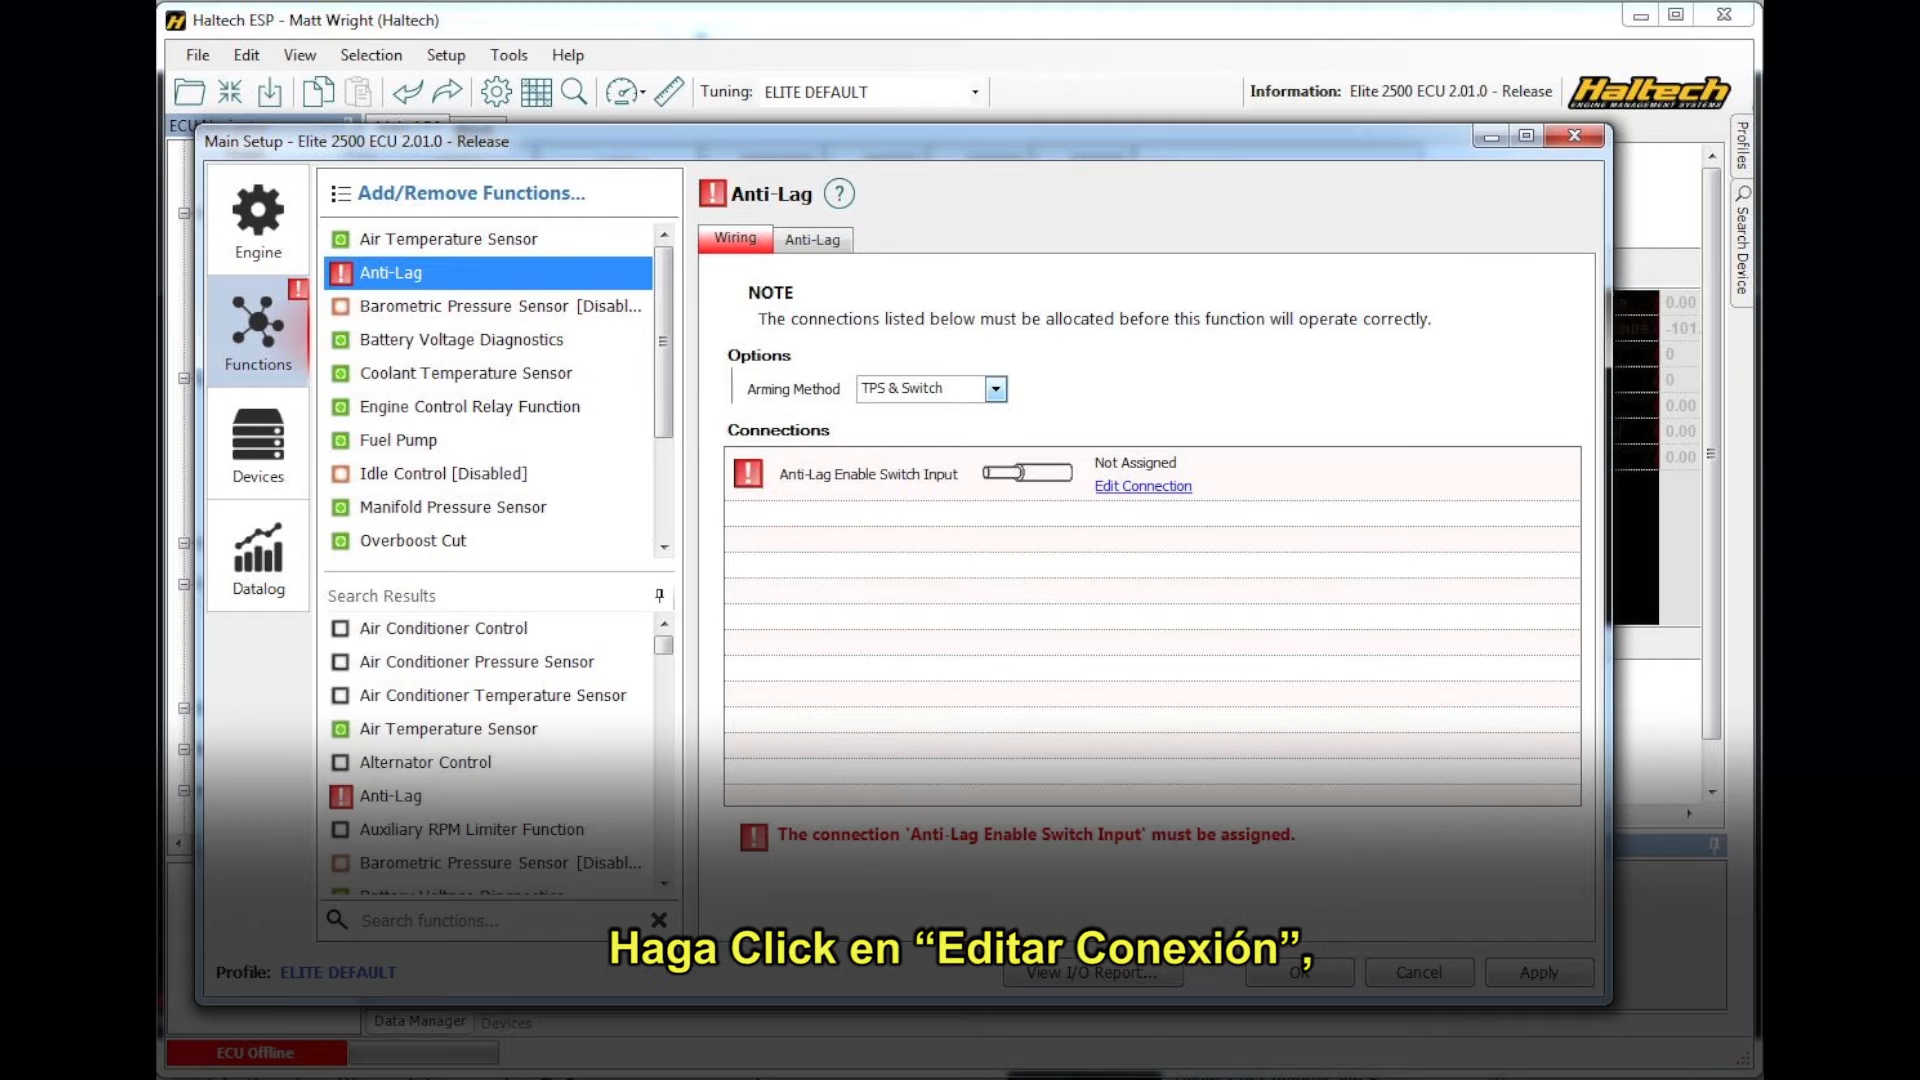 Haltech ESP - Matt Wright (Haltech)
File Edit View Selection Setup Tools Help
Tuning: ELITE DEFAULT
Information: Elite 2500 ECU 2.01.0 - Release
Haltech
ENGINE MANAGEMENT SYSTEMS
Main Setup - Elite 2500 ECU 2.01.0 - Release
Profiles
Search Device
Engine
Functions
Devices
Datalog
Add/Remove Functions...
Air Temperature Sensor
Anti-Lag
Barometric Pressure Sensor [Disabl...
Battery Voltage Diagnostics
Coolant Temperature Sensor
Engine Control Relay Function
Fuel Pump
Idle Control [Disabled]
Manifold Pressure Sensor
Overboost Cut
Search Results
Air Conditioner Control
Air Conditioner Pressure Sensor
Air Conditioner Temperature Sensor
Air Temperature Sensor
Alternator Control
Anti-Lag
Auxiliary RPM Limiter Function
Barometric Pressure Sensor [Disabl...
Battery Voltage Diagnostics
Search functions...
Anti-Lag ?
Wiring Anti-Lag
NOTE
The connections listed below must be allocated before this function will operate correctly.
Options
Arming Method TPS & Switch
Connections
Anti-Lag Enable Switch Input
Not Assigned
Edit Connection
The connection 'Anti-Lag Enable Switch Input' must be assigned.
0.00
-101.
0
0
0.00
0.00
0.00
Haga Click en “Editar Conexión”,
Profile: ELITE DEFAULT
View I/O Report... OK Cancel Apply
Data Manager Devices
ECU Offline